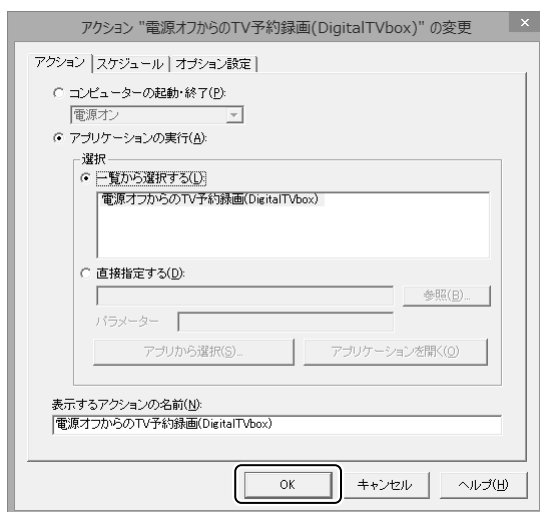 アクション "電源オフからのTV予約録画(DigitalTVbox)" の変更
アクション スケジュール オプション設定
コンピューターの起動・終了(P):
電源オン
アプリケーションの実行(A):
選択
一覧から選択する(L):
電源オフからのTV予約録画(DigitalTVbox)
直接指定する(D):
参照(B)...
パラメーター
アプリから選択(S)... アプリケーションを開く(O)
表示するアクションの名前(N):
電源オフからのTV予約録画(DigitalTVbox)
OK キャンセル ヘルプ(H)